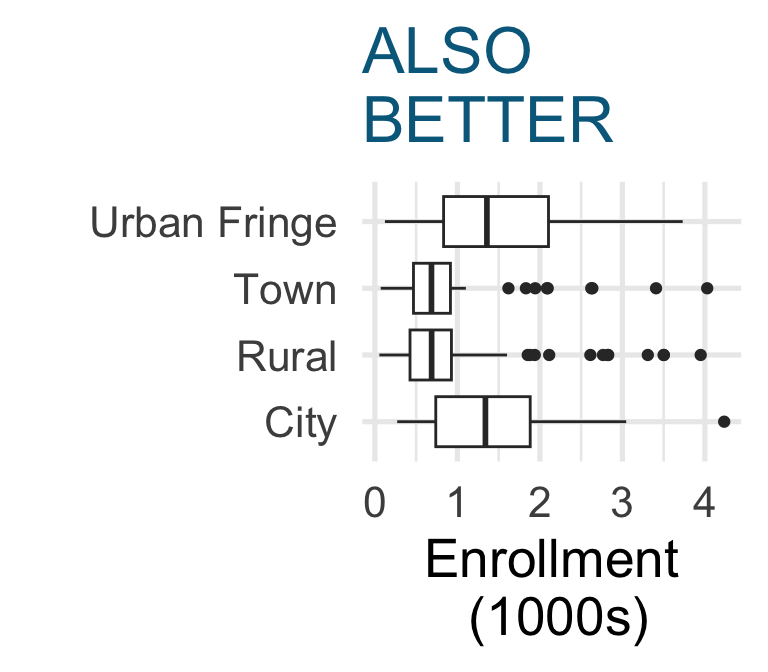 ALSO
BETTER
Urban Fringe
Town
Rural
City
0 1 2 3 4
Enrollment
(1000s)